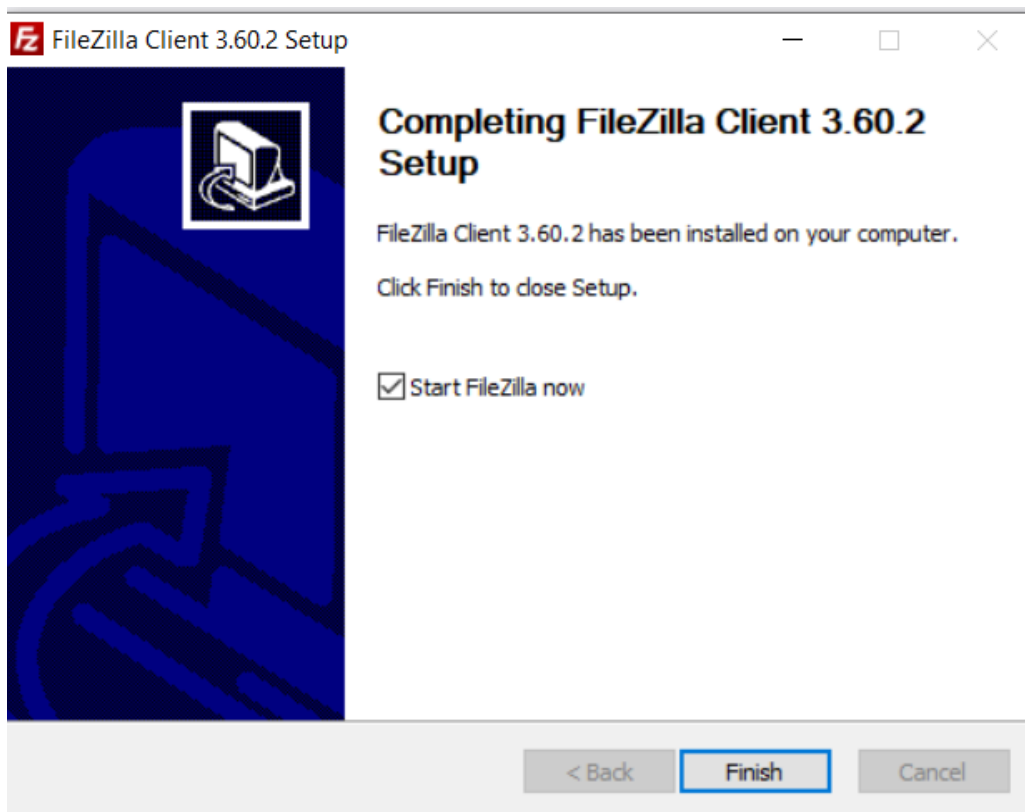 FileZilla Client 3.60.2 Setup
Completing FileZilla Client 3.60.2
Setup
FileZilla Client 3.60.2 has been installed on your computer.
Click Finish to close Setup.
Start FileZilla now
< Back
Finish
Cancel